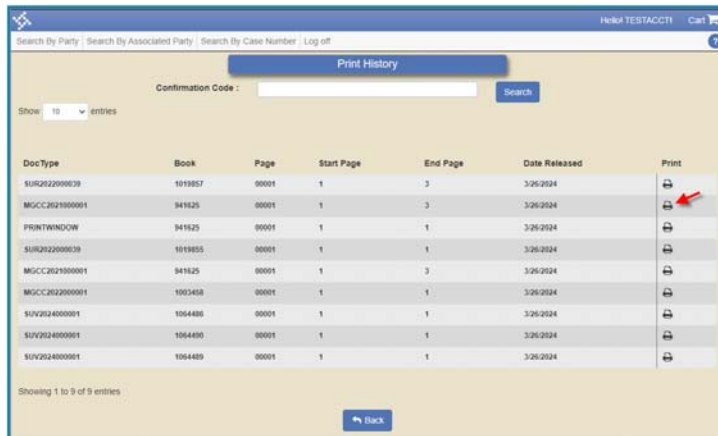 Hello! TESTACCT! Cart
Search By Party Search By Associated Party Search By Case Number Log off ?
Print History
Confirmation Code : Search
Show 10 entries
DocType Book Page Start Page End Page Date Released Print
SUR2022000039 1019857 00001 1 3 3/26/2024
MGCC2021000001 941625 00001 1 3 3/26/2024
PRINTWINDOW 941625 00001 1 1 3/26/2024
SUR2022000039 1019855 00001 1 1 3/26/2024
MGCC2021000001 941625 00001 1 3 3/26/2024
MGCC2022000001 1003458 00001 1 1 3/26/2024
SUV2024000001 1064486 00001 1 1 3/26/2024
SUV2024000001 1064490 00001 1 1 3/26/2024
SUV2024000001 1064489 00001 1 1 3/26/2024
Showing 1 to 9 of 9 entries
Back